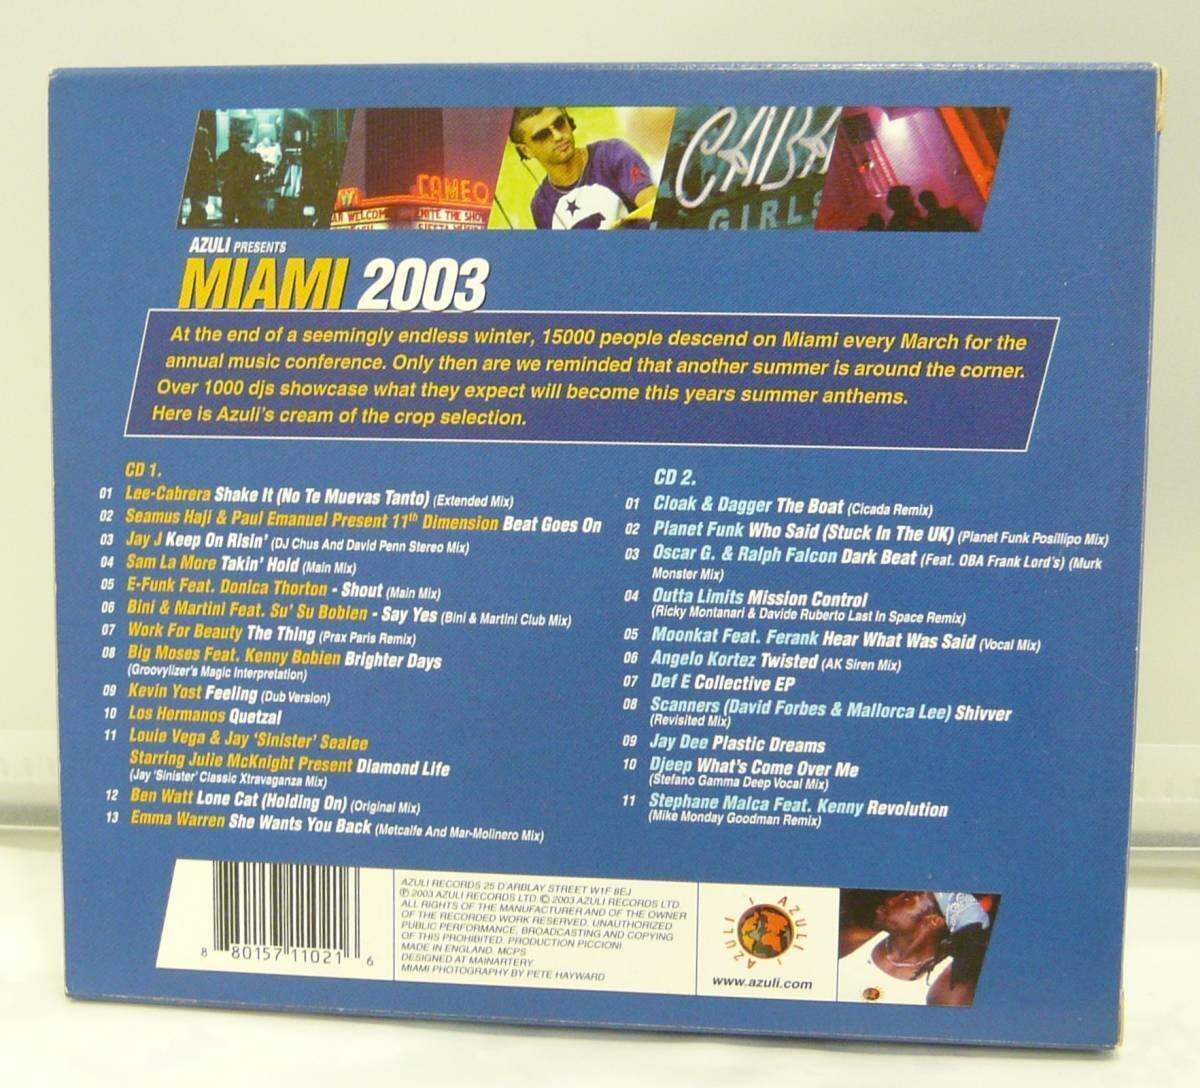 CAMEO
WELCOME
IGNITE THE SHOW
CABA
GIRLS
AZULI PRESENTS
MIAMI 2003
At the end of a seemingly endless winter, 15000 people descend on Miami every March for the
annual music conference. Only then are we reminded that another summer is around the corner.
Over 1000 djs showcase what they expect will become this years summer anthems.
Here is Azuli's cream of the crop selection.
CD 1.
01 Lee-Cabrera Shake It (No Te Muevas Tanto) (Extended Mix)
02 Seamus Haji & Paul Emanuel Present 11th Dimension Beat Goes On
03 Jay J Keep On Risin' (DJ Chus And David Penn Stereo Mix)
04 Sam La More Takin' Hold (Main Mix)
05 E-Funk Feat. Donica Thorton - Shout (Main Mix)
06 Bini & Martini Feat. Su' Su Bobien - Say Yes (Bini & Martini Club Mix)
07 Work For Beauty The Thing (Prax Paris Remix)
08 Big Moses Feat. Kenny Bobien Brighter Days
(Groovylizer's Magic Interpretation)
09 Kevin Yost Feeling (Dub Version)
10 Los Hermanos Quetzal
11 Louie Vega & Jay 'Sinister' Sealee
Starring Julie McKnight Present Diamond Life
(Jay 'Sinister' Classic Xtravaganza Mix)
12 Ben Watt Lone Cat (Holding On) (Original Mix)
13 Emma Warren She Wants You Back (Metcalfe And Mar-Molinero Mix)
CD 2.
01 Cloak & Dagger The Boat (Cicada Remix)
02 Planet Funk Who Said (Stuck In The UK) (Planet Funk Posillipo Mix)
03 Oscar G. & Ralph Falcon Dark Beat (Feat. OBA Frank Lord's) (Murk
Monster Mix)
04 Outta Limits Mission Control
(Ricky Montanari & Davide Ruberto Last In Space Remix)
05 Moonkat Feat. Ferank Hear What Was Said (Vocal Mix)
06 Angelo Kortez Twisted (AK Siren Mix)
07 Def E Collective EP
08 Scanners (David Forbes & Mallorca Lee) Shivver
(Revisited Mix)
09 Jay Dee Plastic Dreams
10 Djeep What's Come Over Me
(Stefano Gamma Deep Vocal Mix)
11 Stephane Malca Feat. Kenny Revolution
(Mike Monday Goodman Remix)
8 80157 11021 6
AZULI RECORDS 25 D'ARBLAY STREET W1F 8EJ
℗ 2003 AZULI RECORDS LTD. © 2003 AZULI RECORDS LTD
ALL RIGHTS OF THE MANUFACTURER AND OF THE OWNER
OF THE RECORDED WORK RESERVED. UNAUTHORIZED
PUBLIC PERFORMANCE, BROADCASTING AND COPYING
OF THIS PROHIBITED. PRODUCTION PICCIONI.
MADE IN ENGLAND. MCPS
DESIGNED AT MAINARTERY.
MIAMI PHOTOGRAPHY BY PETE HAYWARD
AZULI - AZULI -
www.azuli.com